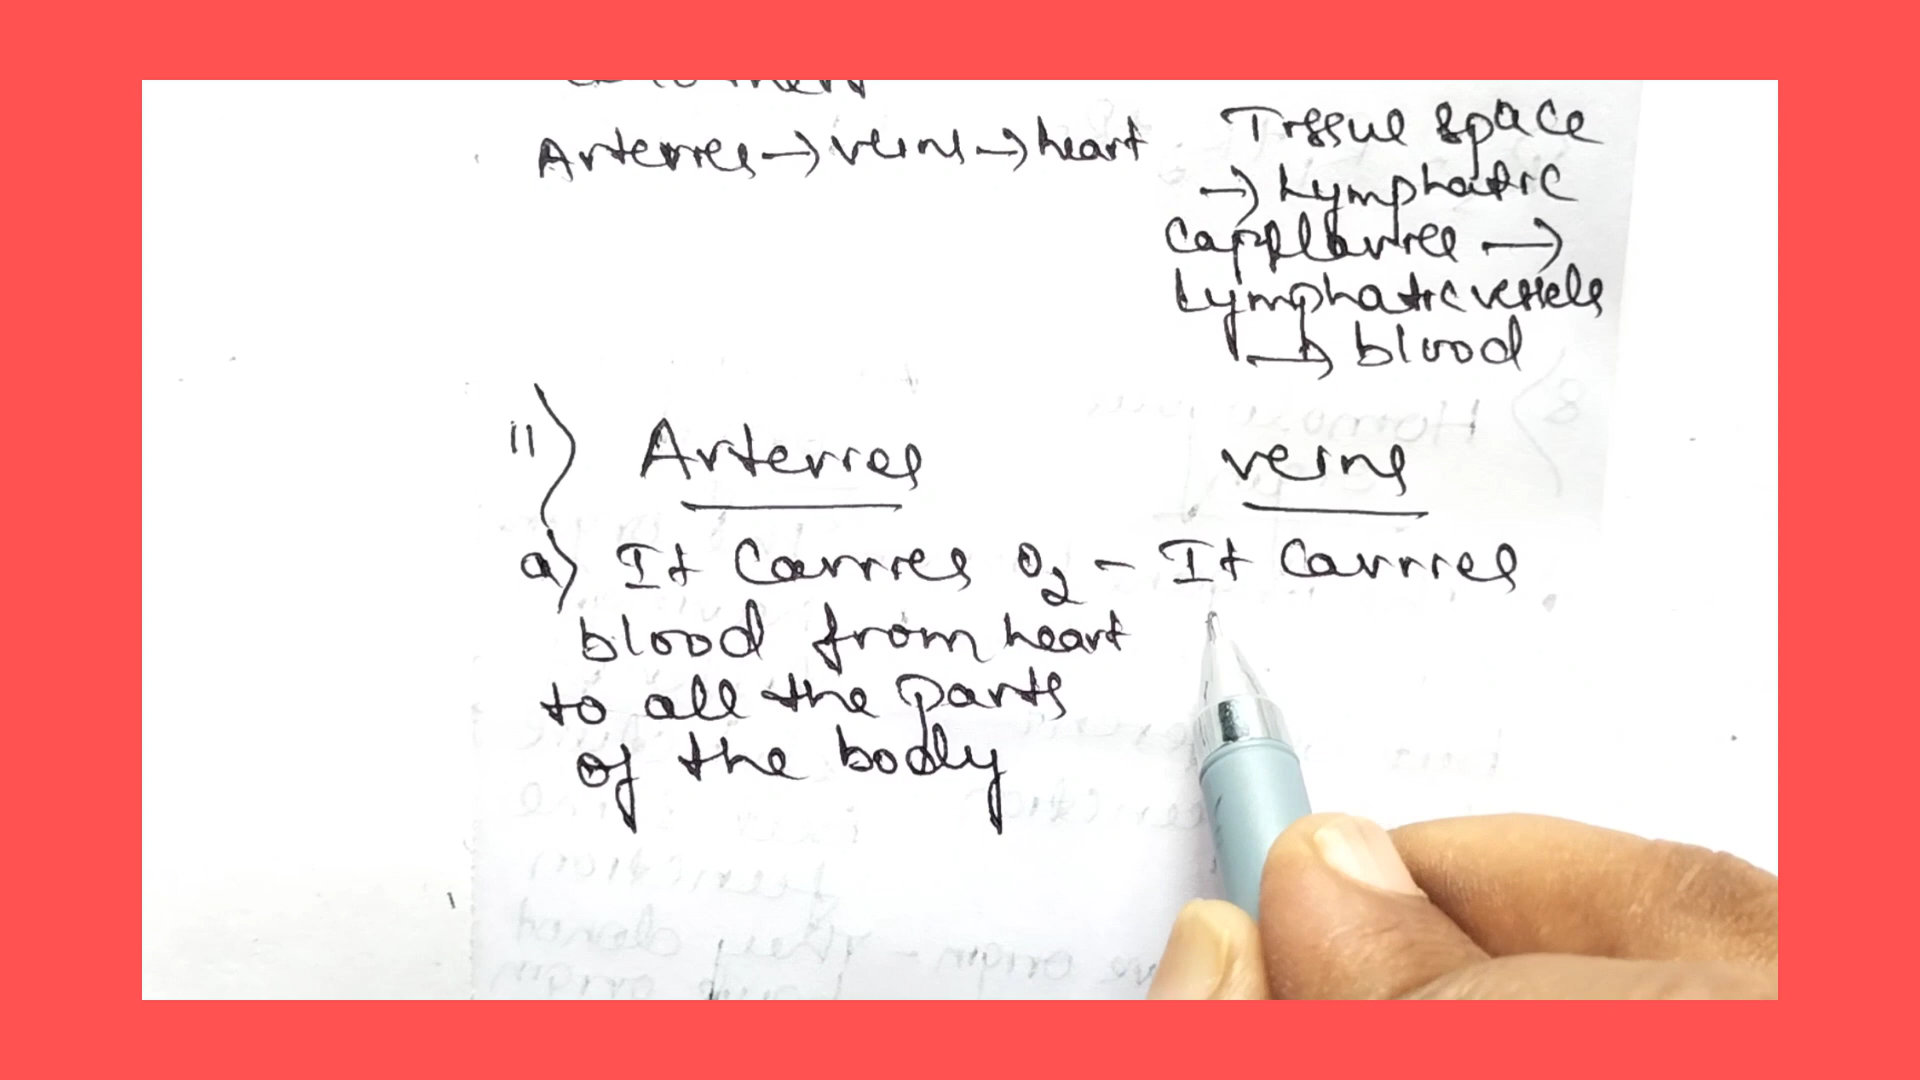 Arteries → veins → heart
Tissue space
→ Lymphatic
Capillaries →
Lymphatic vessels
→ blood
ii) Arteries
veins
a) It Carries O₂ -
blood from heart
to all the parts
of the body
It Carries